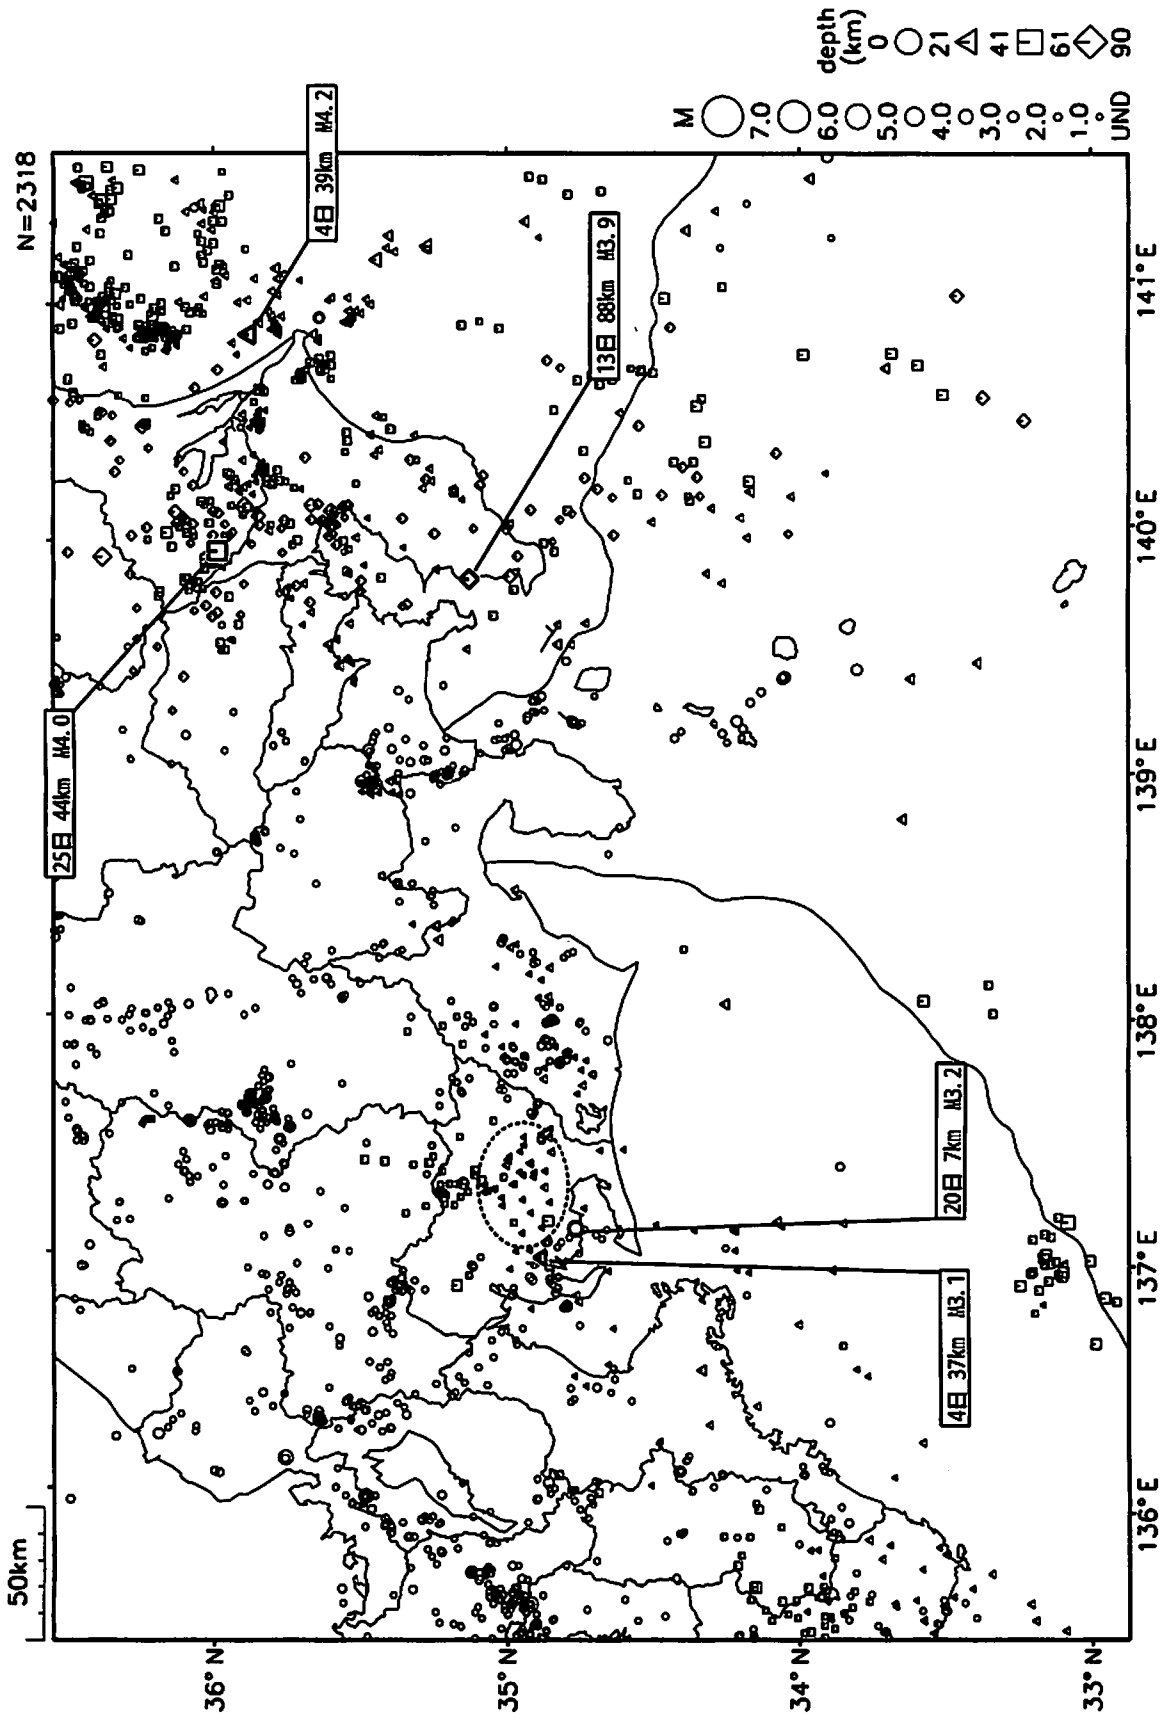 N=2318
50km
25日 44km M4.0
4日 39km M4.2
13日 88km M3.9
20日 7km M3.2
4日 37km M3.1
36°N
35°N
34°N
33°N
136°E
137°E
138°E
139°E
140°E
141°E
M
7.0
6.0
5.0
4.0
3.0
2.0
1.0
UND
depth
(km)
0
21
41
61
90